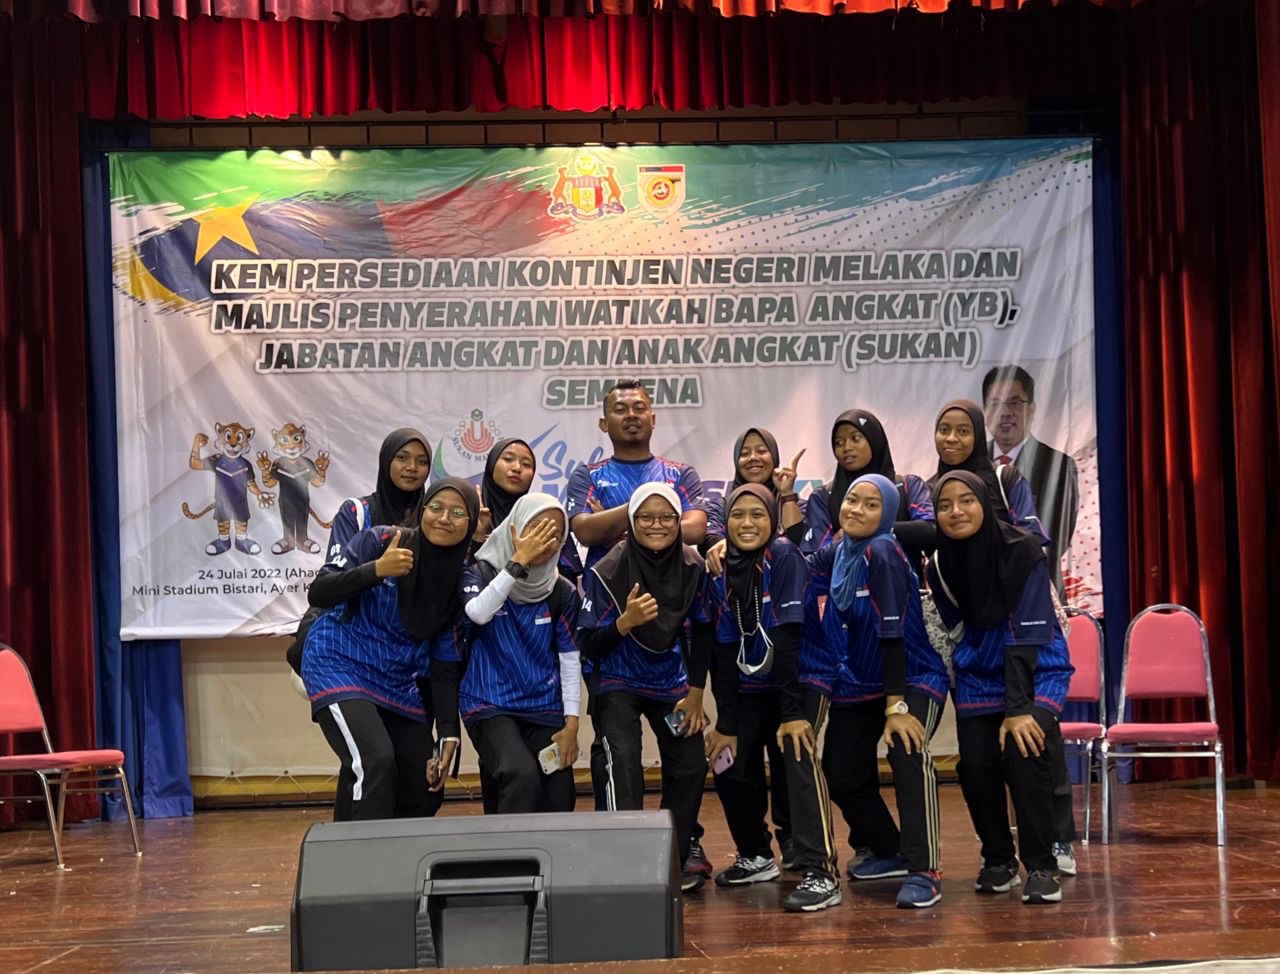 KEM PERSEDIAAN KONTINJEN NEGERI MELAKA DAN
MAJLIS PENYERAHAN WATIKAH BAPA ANGKAT (YB),
JABATAN ANGKAT DAN ANAK ANGKAT (SUKAN)
24 Julai 2022
Mini Stadium Bistari, Ayer